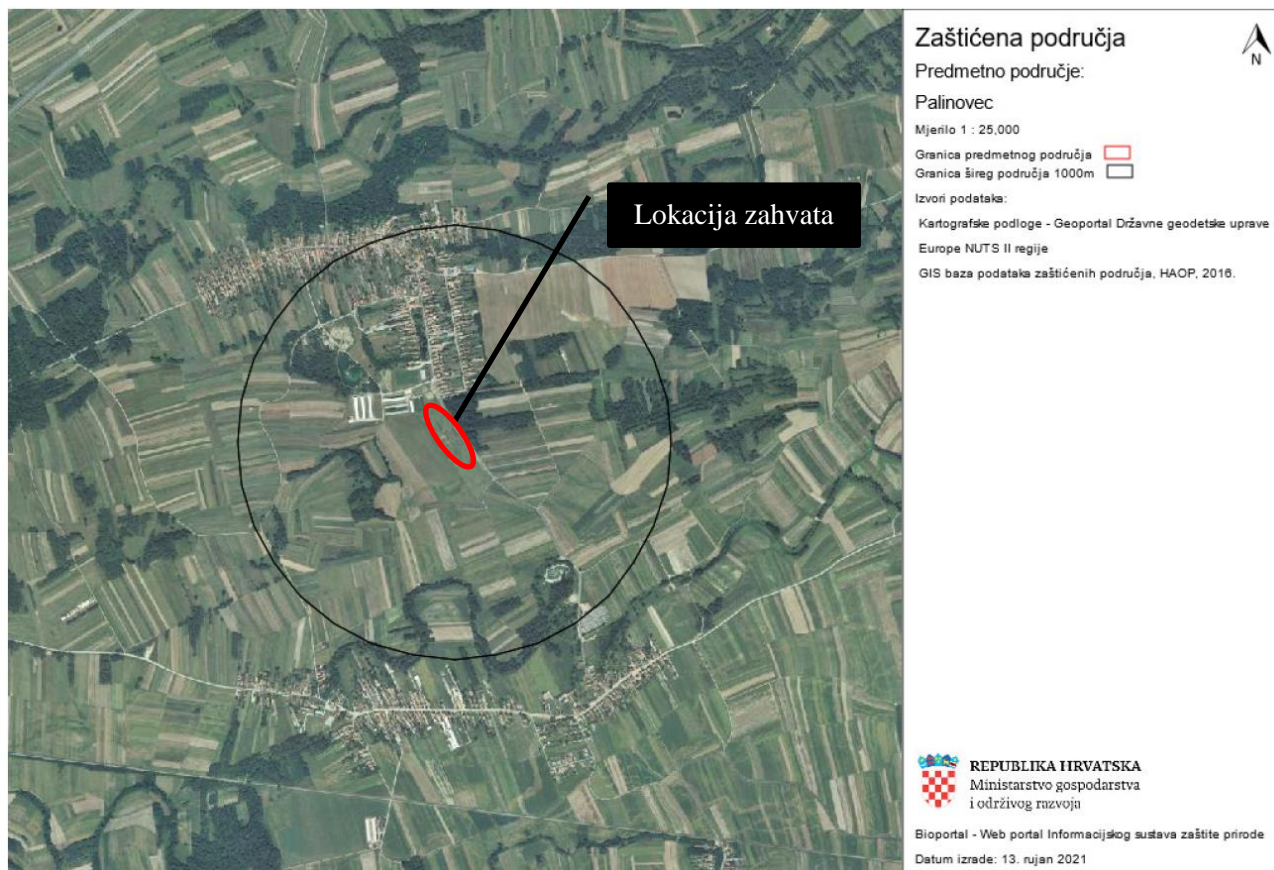 Zaštićena područja
N
Predmetno područje:
Palinovec
Mjerilo 1 : 25,000
Granica predmetnog područja
Granica šireg područja 1000m
Izvori podataka:
Kartografske podloge - Geoportal Državne geodetske uprave
Europe NUTS II regije
GIS baza podataka zaštićenih područja, HAOP, 2016.
Lokacija zahvata
REPUBLIKA HRVATSKA
Ministarstvo gospodarstva
i održivog razvoja
Bioportal - Web portal Informacijskog sustava zaštite prirode
Datum izrade: 13. rujan 2021